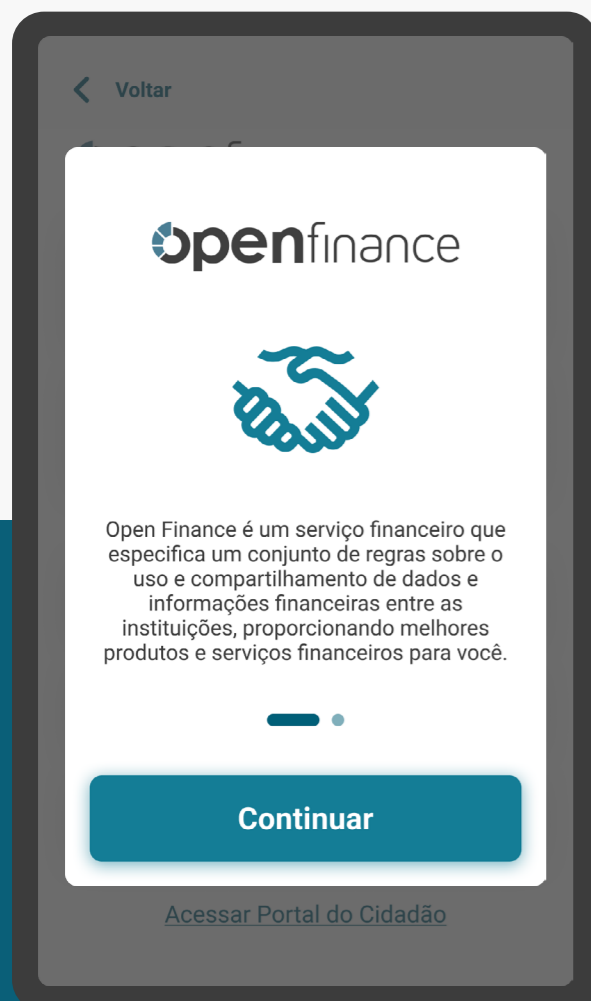 Voltar
openfinance
Open Finance é um serviço financeiro que
especifica um conjunto de regras sobre o
uso e compartilhamento de dados e
informações financeiras entre as
instituições, proporcionando melhores
produtos e serviços financeiros para você.
Continuar
Acessar Portal do Cidadão